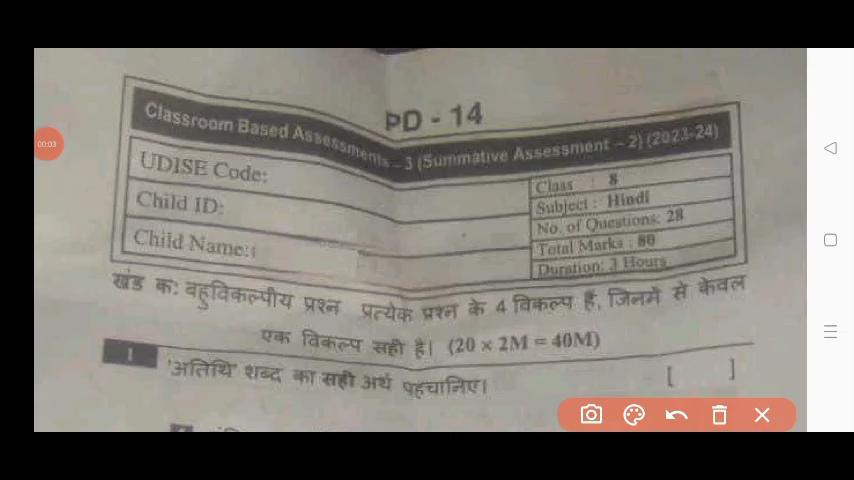 PD - 14
Classroom Based Assessments – 3 (Summative Assessment – 2) (2023-24)
UDISE Code:
Child ID:
Child Name:
Class : 8
Subject : Hindi
No. of Questions: 28
Total Marks : 80
Duration: 3 Hours
खंड क: बहुविकल्पीय प्रश्न प्रत्येक प्रश्न के 4 विकल्प हैं, जिनमें से केवल
एक विकल्प सही है। (20 × 2M = 40M)
1 'अतिथि' शब्द का सही अर्थ पहचानिए। [ ]
00:03